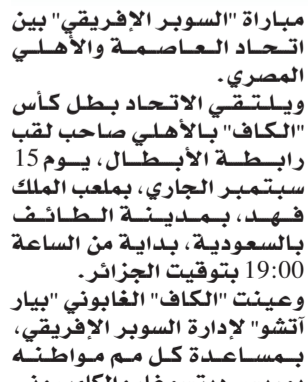 مباراة "السوبر الإفريقي" بين
اتحاد العاصمة والأهلي
المصري.
ويلتقي الاتحاد بطل كأس
"الكاف" بالأهلي صاحب لقب
رابطة الأبطال، يوم 15
سبتمبر الجاري، بملعب الملك
فهد، بمدينة الطائف
بالسعودية، بداية من الساعة
19:00 بتوقيت الجزائر.
وعينت "الكاف" الغابوني "بيار
آتشو" لإدارة السوبر الإفريقي،
بمساعدة كل مم مواطنه